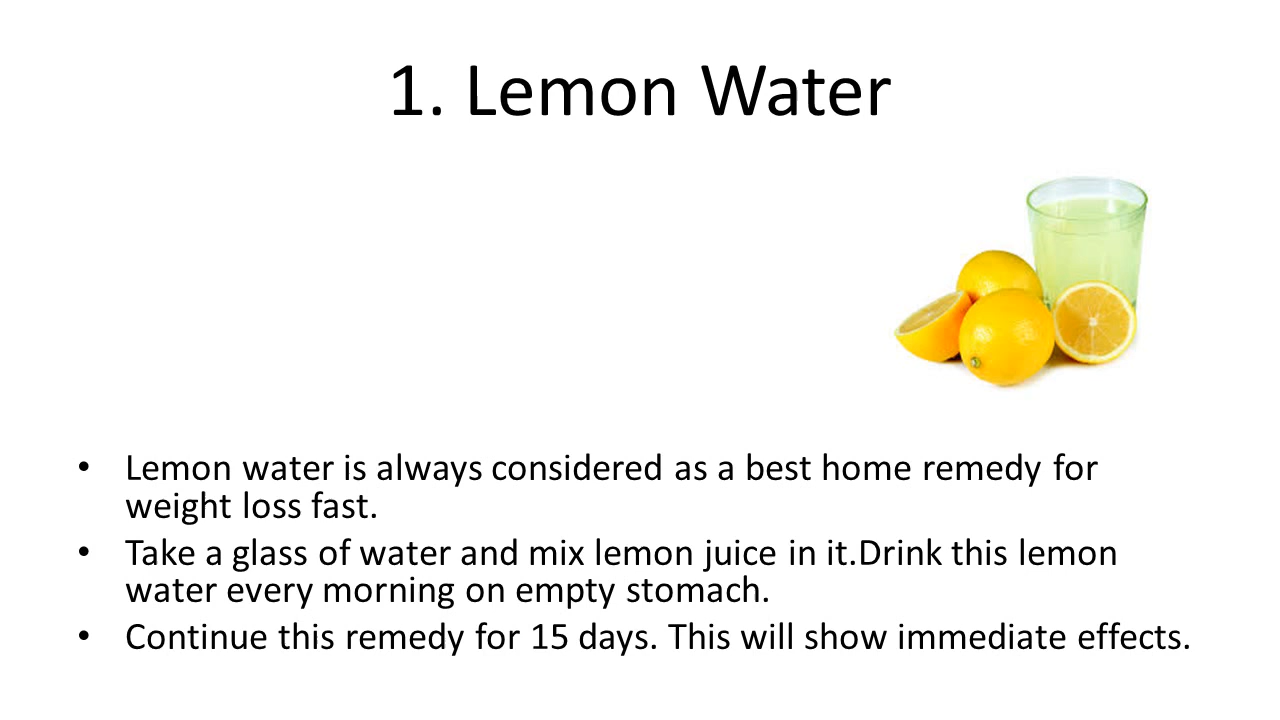 1. Lemon Water
• Lemon water is always considered as a best home remedy for
weight loss fast.
• Take a glass of water and mix lemon juice in it.Drink this lemon
water every morning on empty stomach.
• Continue this remedy for 15 days. This will show immediate effects.